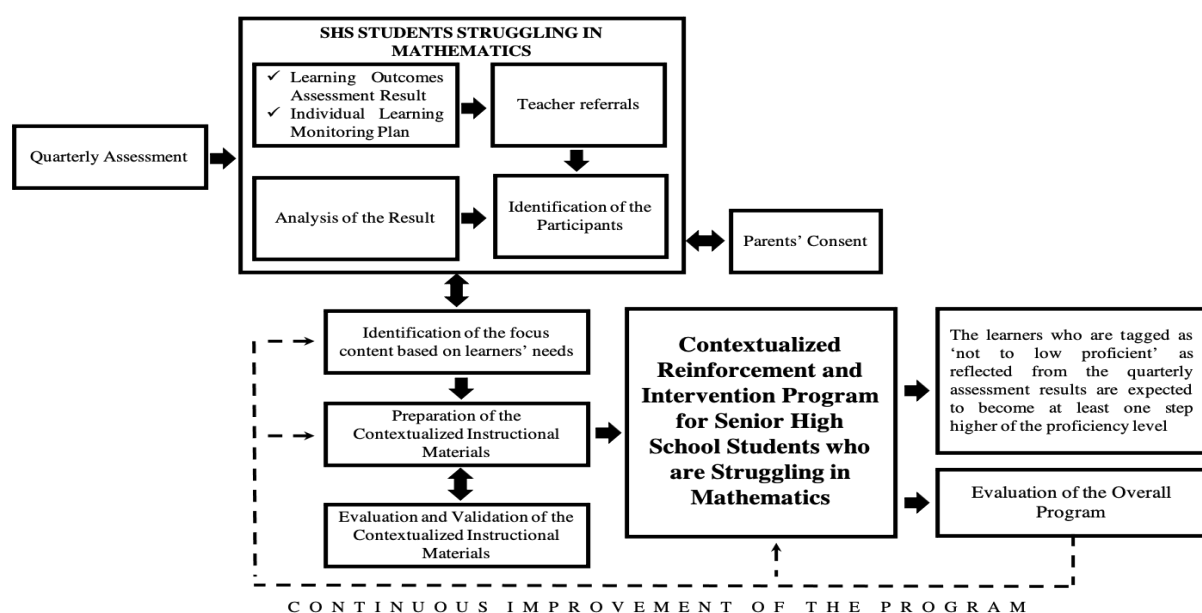 SHS STUDENTS STRUGGLING IN
MATHEMATICS
✓ Learning Outcomes
Assessment Result
✓ Individual Learning
Monitoring Plan
Teacher referrals
Quarterly Assessment
Analysis of the Result
Identification of the
Participants
Parents’ Consent
Identification of the focus
content based on learners’ needs
Preparation of the
Contextualized Instructional
Materials
Evaluation and Validation of the
Contextualized Instructional
Materials
Contextualized
Reinforcement and
Intervention Program
for Senior High
School Students who
are Struggling in
Mathematics
The learners who are tagged as
‘not to low proficient’ as
reflected from the quarterly
assessment results are expected
to become at least one step
higher of the proficiency level
Evaluation of the Overall
Program
CONTINUOUS IMPROVEMENT OF THE PROGRAM